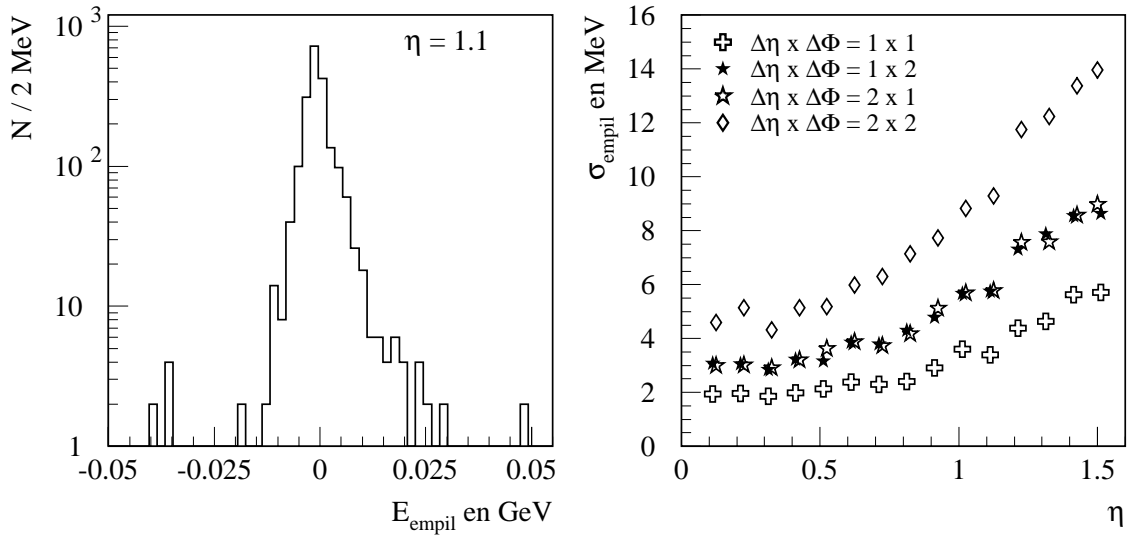 N / 2 MeV
10³
10²
10
1
η = 1.1
-0.05
-0.025
0
0.025
0.05
E_empil en GeV
σ_empil en MeV
16
14
12
10
8
6
4
2
0
Δη x ΔΦ = 1 x 1
Δη x ΔΦ = 1 x 2
Δη x ΔΦ = 2 x 1
Δη x ΔΦ = 2 x 2
0
0.5
1
1.5
η